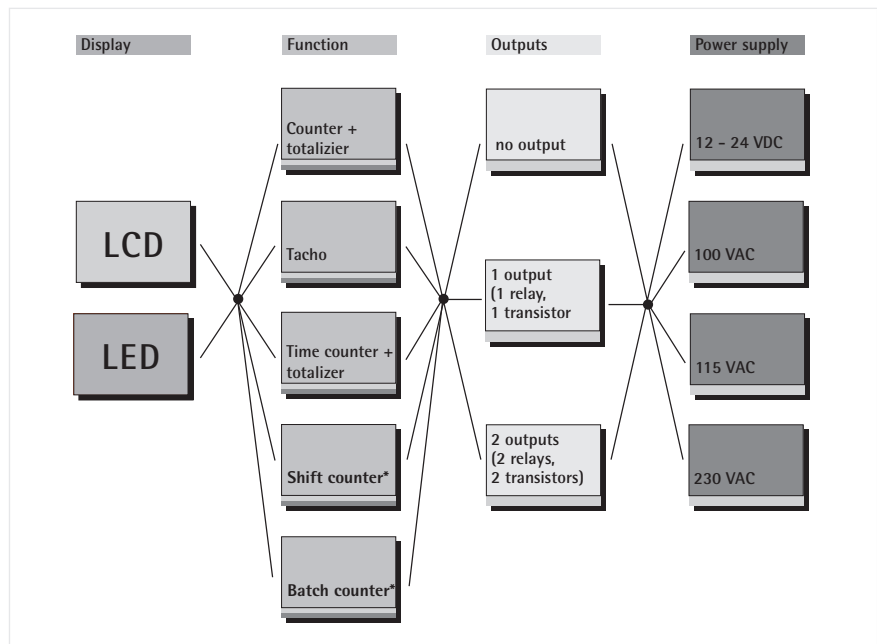 Display
Function
Outputs
Power supply
LCD
LED
Counter +
totalizier
Tacho
Time counter +
totalizer
Shift counter*
Batch counter*
no output
1 output
(1 relay,
1 transistor
2 outputs
(2 relays,
2 transistors)
12 - 24 VDC
100 VAC
115 VAC
230 VAC